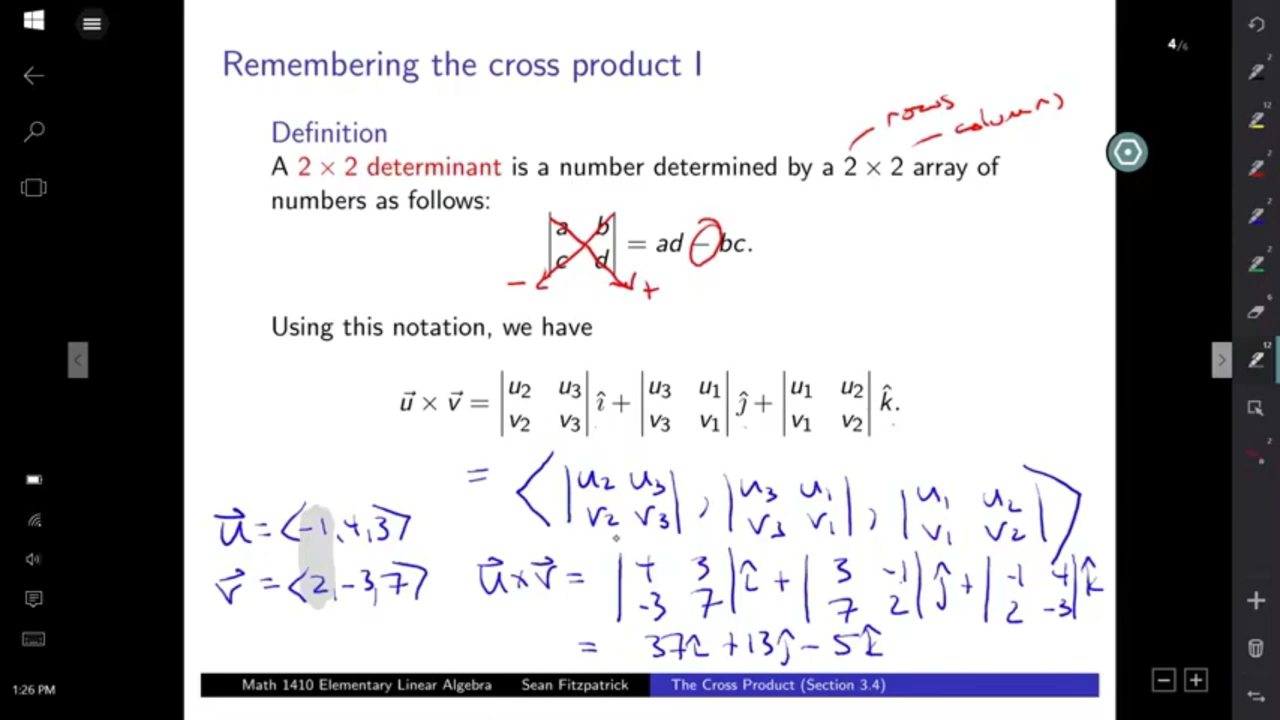 4/6
Remembering the cross product I
rows
columns
Definition
A 2 × 2 determinant is a number determined by a 2 × 2 array of
numbers as follows:
|a b|
|c d| = ad − bc.
− +
Using this notation, we have
u⃗ × v⃗ = |u₂ u₃; v₂ v₃| î + |u₃ u₁; v₃ v₁| ĵ + |u₁ u₂; v₁ v₂| k̂.
= ⟨ |u₂ u₃; v₂ v₃|, |u₃ u₁; v₃ v₁|, |u₁ u₂; v₁ v₂| ⟩
u⃗ = ⟨-1, 4, 3⟩
v⃗ = ⟨2, -3, 7⟩
u⃗ × v⃗ = |4 3; -3 7| î + |3 -1; 7 2| ĵ + |-1 4; 2 -3| k̂
= 37î + 13ĵ − 5k̂
1:26 PM
Math 1410 Elementary Linear Algebra Sean Fitzpatrick The Cross Product (Section 3.4)